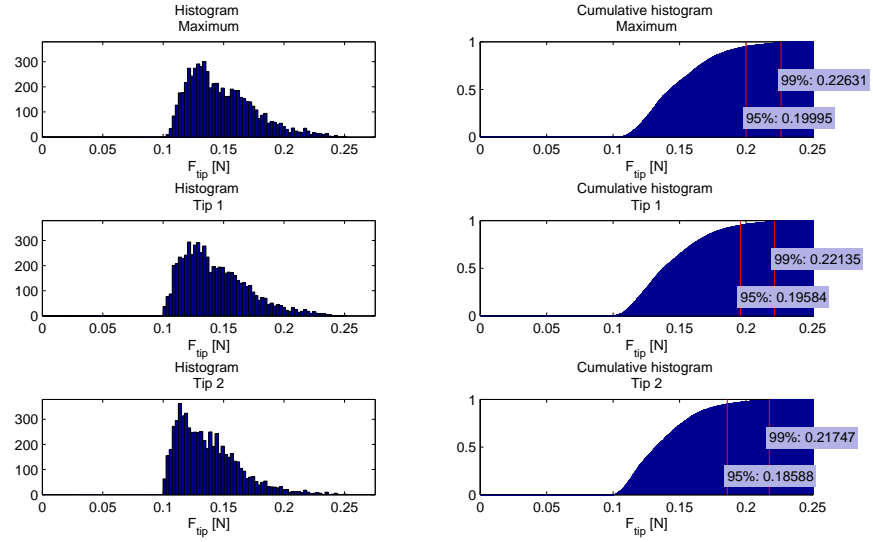 Histogram
Maximum
300
200
100
0
0 0.05 0.1 0.15 0.2 0.25
F_tip [N]
Cumulative histogram
Maximum
1
0.5
0
0 0.05 0.1 0.15 0.2 0.25
F_tip [N]
99%: 0.22631
95%: 0.19995
Histogram
Tip 1
300
200
100
0
0 0.05 0.1 0.15 0.2 0.25
F_tip [N]
Cumulative histogram
Tip 1
1
0.5
0
0 0.05 0.1 0.15 0.2 0.25
F_tip [N]
99%: 0.22135
95%: 0.19584
Histogram
Tip 2
300
200
100
0
0 0.05 0.1 0.15 0.2 0.25
F_tip [N]
Cumulative histogram
Tip 2
1
0.5
0
0 0.05 0.1 0.15 0.2 0.25
F_tip [N]
99%: 0.21747
95%: 0.18588